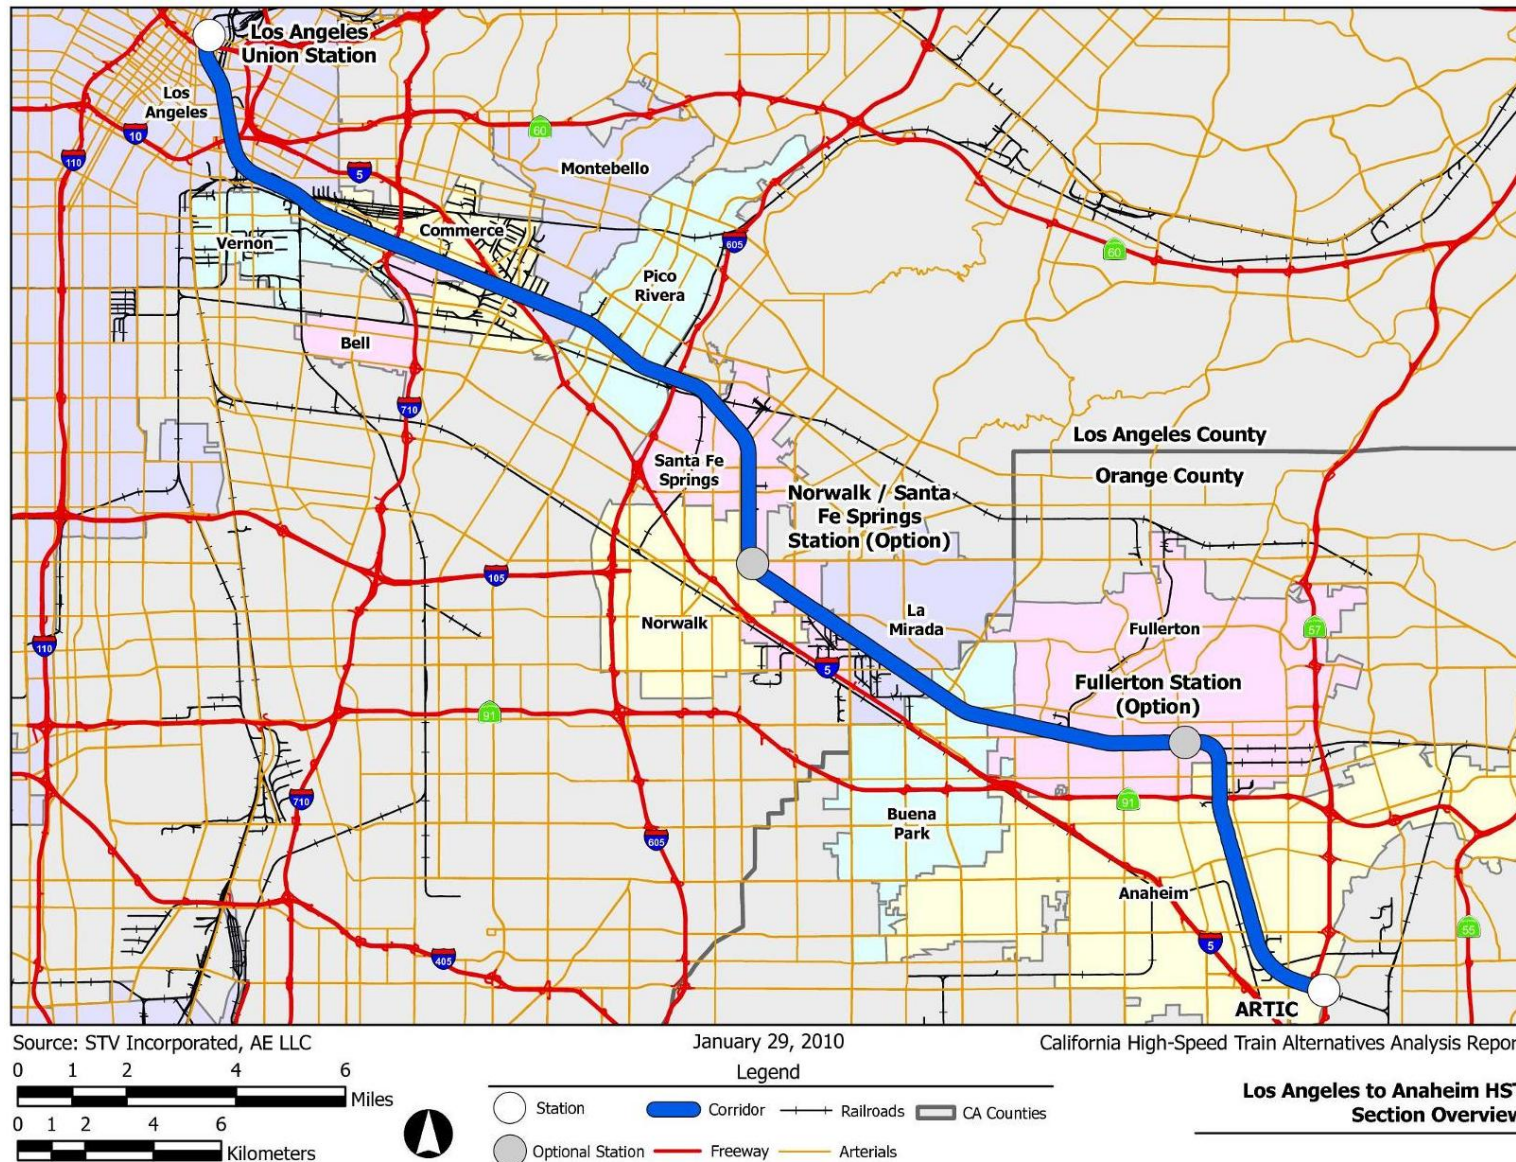 Los Angeles
Union Station
Los
Angeles
10
110
5
60
Montebello
Commerce
Vernon
605
60
Pico
Rivera
Bell
710
Los Angeles County
Orange County
Santa Fe
Springs
Norwalk / Santa
Fe Springs
Station (Option)
105
La
Mirada
Norwalk
Fullerton
57
110
5
Fullerton Station
(Option)
91
710
91
Buena
Park
605
Anaheim
55
5
405
ARTIC
Source: STV Incorporated, AE LLC
January 29, 2010
California High-Speed Train Alternatives Analysis Repor
0 1 2 4 6
Miles
0 1 2 4 6
Kilometers
Legend
Station
Corridor
Railroads
CA Counties
Optional Station
Freeway
Arterials
Los Angeles to Anaheim HST
Section Overview